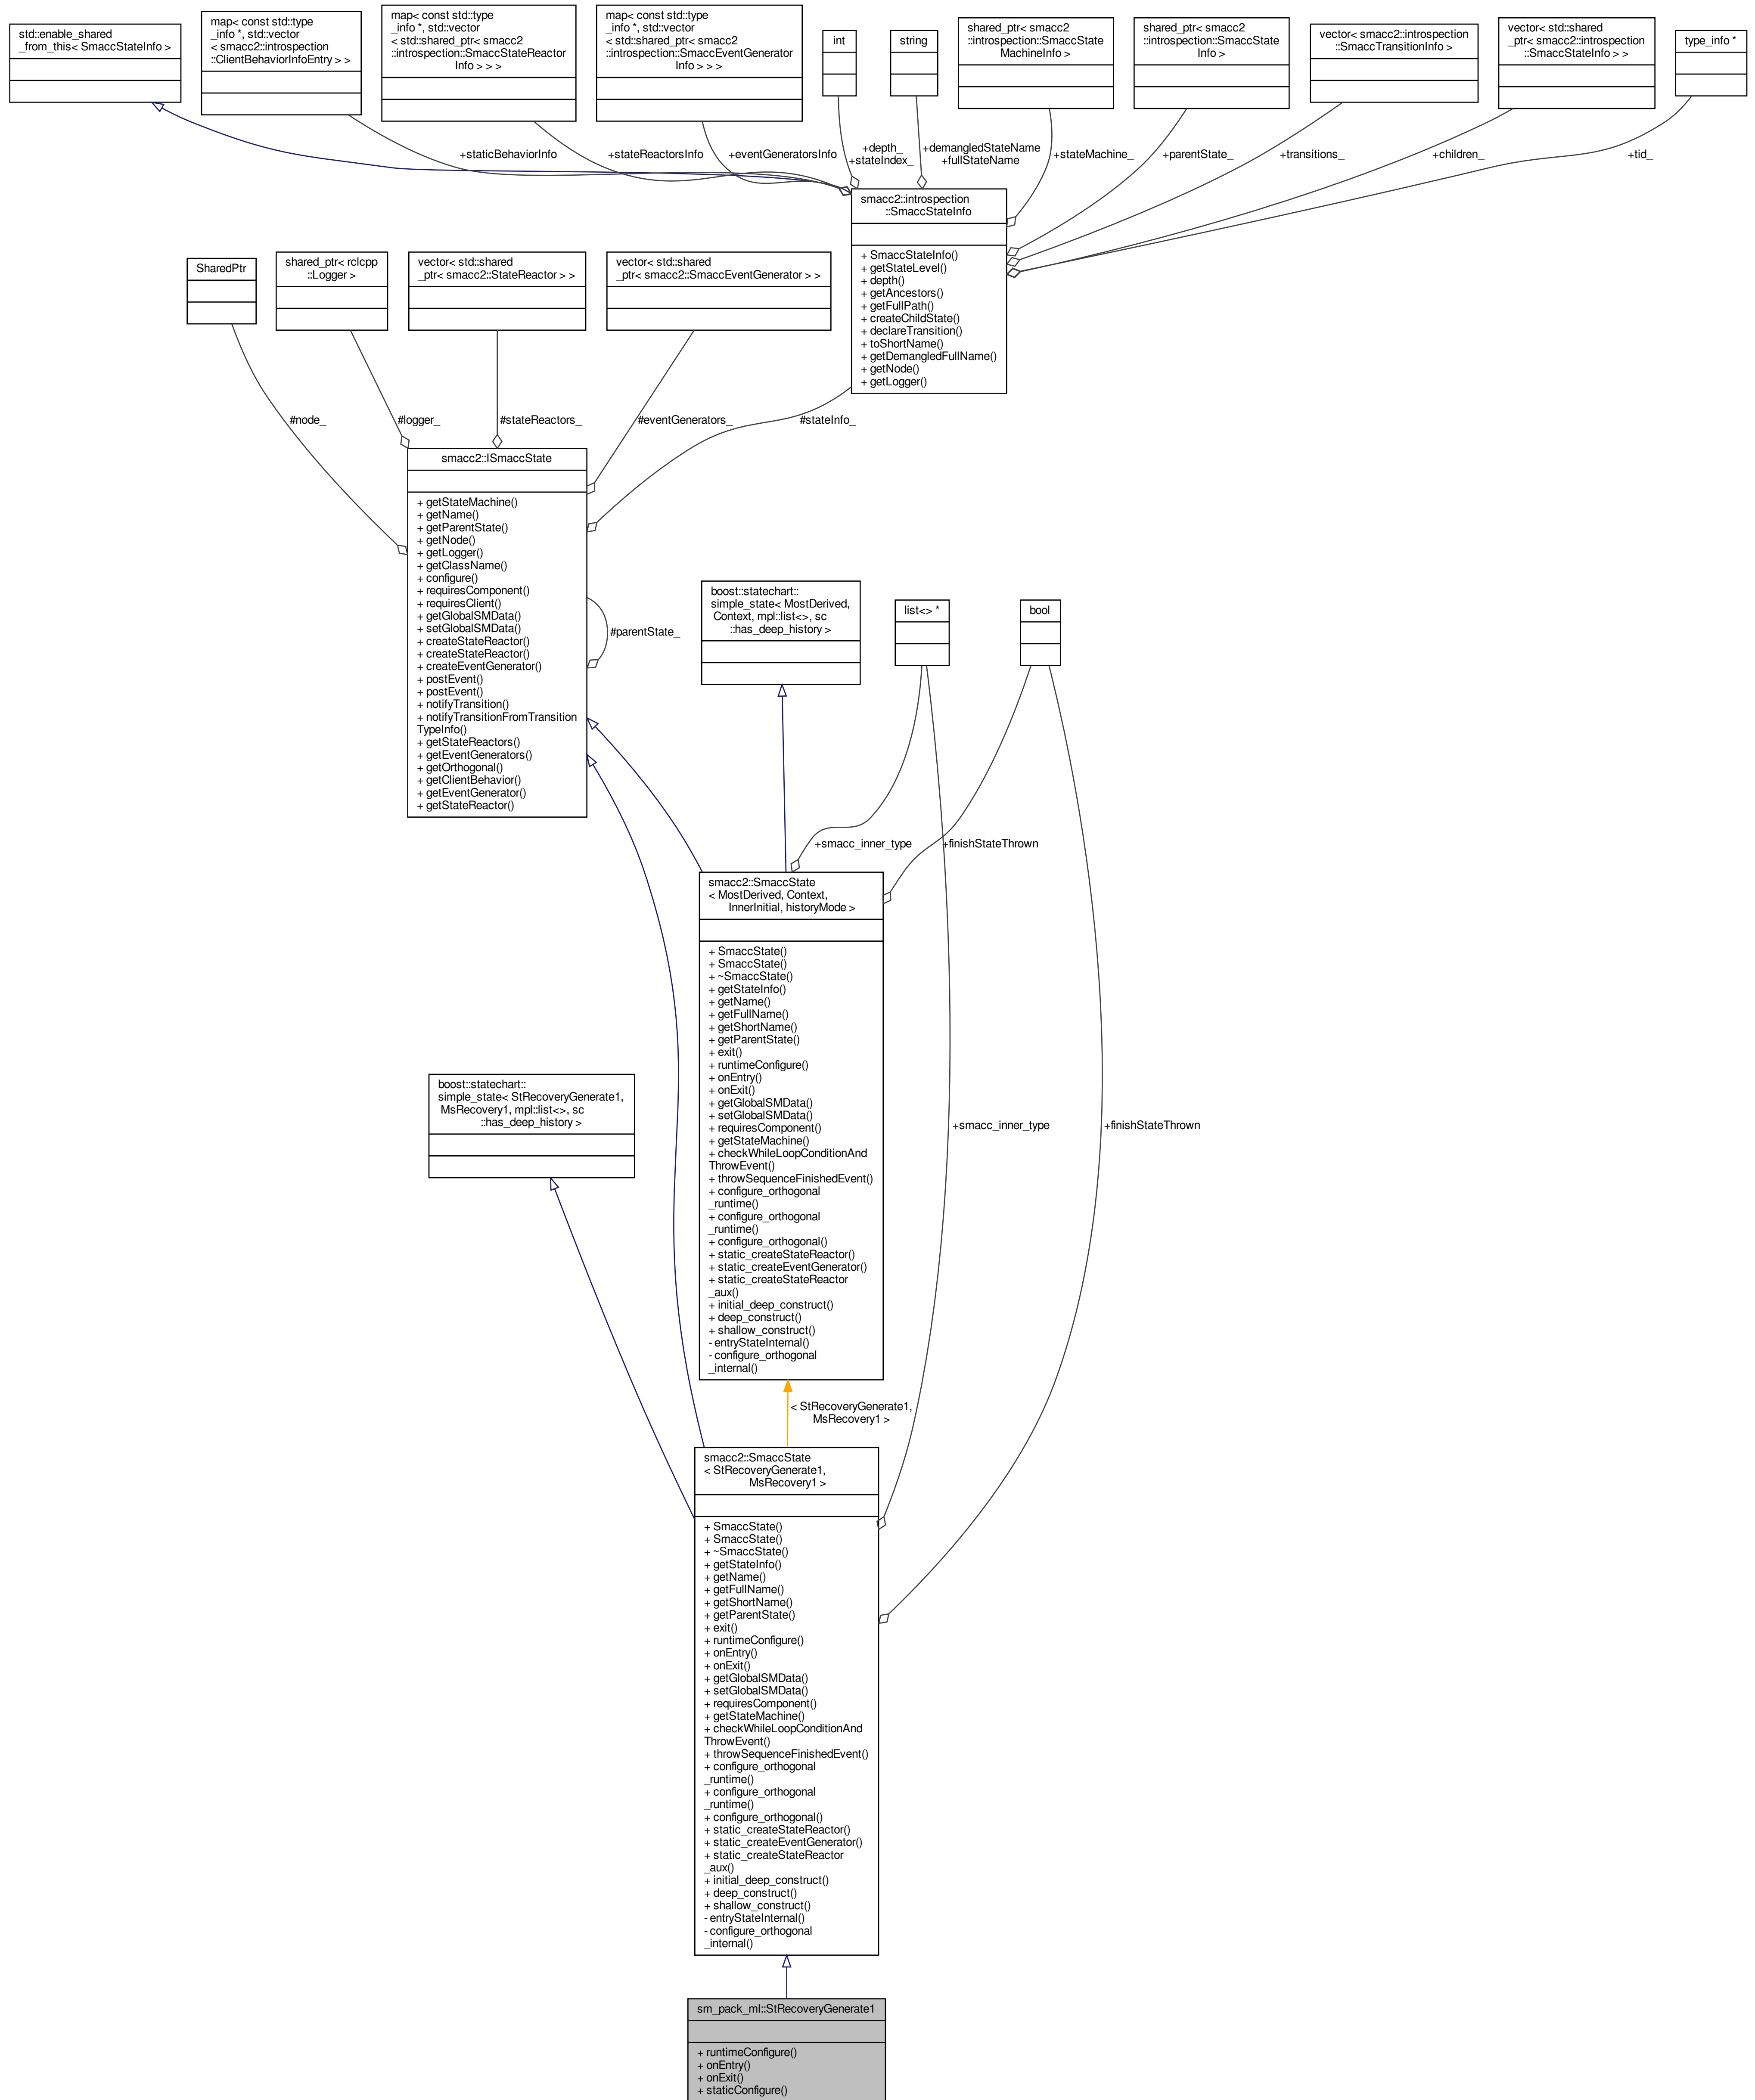 std::enable_shared
_from_this< SmaccStateInfo >
map< const std::type
_info *, std::vector
< smacc2::introspection
::ClientBehaviorInfoEntry > >
map< const std::type
_info *, std::vector
< std::shared_ptr< smacc2
::introspection::SmaccStateReactor
Info > > >
map< const std::type
_info *, std::vector
< std::shared_ptr< smacc2
::introspection::SmaccEventGenerator
Info > > >
int
string
shared_ptr< smacc2
::introspection::SmaccState
MachineInfo >
shared_ptr< smacc2
::introspection::SmaccState
Info >
vector< smacc2::introspection
::SmaccTransitionInfo >
vector< std::shared
_ptr< smacc2::introspection
::SmaccStateInfo > >
type_info *
+staticBehaviorInfo
+stateReactorsInfo
+eventGeneratorsInfo
+depth_
+stateIndex_
+demangledStateName
+fullStateName
+stateMachine_
+parentState_
+transitions_
+children_
+tid_
smacc2::introspection
::SmaccStateInfo
+ SmaccStateInfo()
+ getStateLevel()
+ depth()
+ getAncestors()
+ getFullPath()
+ createChildState()
+ declareTransition()
+ toShortName()
+ getDemangledFullName()
+ getNode()
+ getLogger()
SharedPtr
shared_ptr< rclcpp
::Logger >
vector< std::shared
_ptr< smacc2::StateReactor > >
vector< std::shared
_ptr< smacc2::SmaccEventGenerator > >
#node_
#logger_
#stateReactors_
#eventGenerators_
#stateInfo_
smacc2::ISmaccState
+ getStateMachine()
+ getName()
+ getParentState()
+ getNode()
+ getLogger()
+ getClassName()
+ configure()
+ requiresComponent()
+ requiresClient()
+ getGlobalSMData()
+ setGlobalSMData()
+ createStateReactor()
+ createStateReactor()
+ createEventGenerator()
+ postEvent()
+ postEvent()
+ notifyTransition()
+ notifyTransitionFromTransition
TypeInfo()
+ getStateReactors()
+ getEventGenerators()
+ getOrthogonal()
+ getClientBehavior()
+ getEventGenerator()
+ getStateReactor()
#parentState_
boost::statechart::
simple_state< MostDerived,
Context, mpl::list<>, sc
::has_deep_history >
list<> *
bool
+smacc_inner_type
+finishStateThrown
smacc2::SmaccState
< MostDerived, Context,
InnerInitial, historyMode >
+ SmaccState()
+ SmaccState()
+ ~SmaccState()
+ getStateInfo()
+ getName()
+ getFullName()
+ getShortName()
+ getParentState()
+ exit()
+ runtimeConfigure()
+ onEntry()
+ onExit()
+ getGlobalSMData()
+ setGlobalSMData()
+ requiresComponent()
+ getStateMachine()
+ checkWhileLoopConditionAnd
ThrowEvent()
+ throwSequenceFinishedEvent()
+ configure_orthogonal
_runtime()
+ configure_orthogonal
_runtime()
+ configure_orthogonal()
+ static_createStateReactor()
+ static_createEventGenerator()
+ static_createStateReactor
_aux()
+ initial_deep_construct()
+ deep_construct()
+ shallow_construct()
- entryStateInternal()
- configure_orthogonal
_internal()
boost::statechart::
simple_state< StRecoveryGenerate1,
MsRecovery1, mpl::list<>, sc
::has_deep_history >
+smacc_inner_type
+finishStateThrown
< StRecoveryGenerate1,
MsRecovery1 >
smacc2::SmaccState
< StRecoveryGenerate1,
MsRecovery1 >
+ SmaccState()
+ SmaccState()
+ ~SmaccState()
+ getStateInfo()
+ getName()
+ getFullName()
+ getShortName()
+ getParentState()
+ exit()
+ runtimeConfigure()
+ onEntry()
+ onExit()
+ getGlobalSMData()
+ setGlobalSMData()
+ requiresComponent()
+ getStateMachine()
+ checkWhileLoopConditionAnd
ThrowEvent()
+ throwSequenceFinishedEvent()
+ configure_orthogonal
_runtime()
+ configure_orthogonal
_runtime()
+ configure_orthogonal()
+ static_createStateReactor()
+ static_createEventGenerator()
+ static_createStateReactor
_aux()
+ initial_deep_construct()
+ deep_construct()
+ shallow_construct()
- entryStateInternal()
- configure_orthogonal
_internal()
sm_pack_ml::StRecoveryGenerate1
+ runtimeConfigure()
+ onEntry()
+ onExit()
+ staticConfigure()